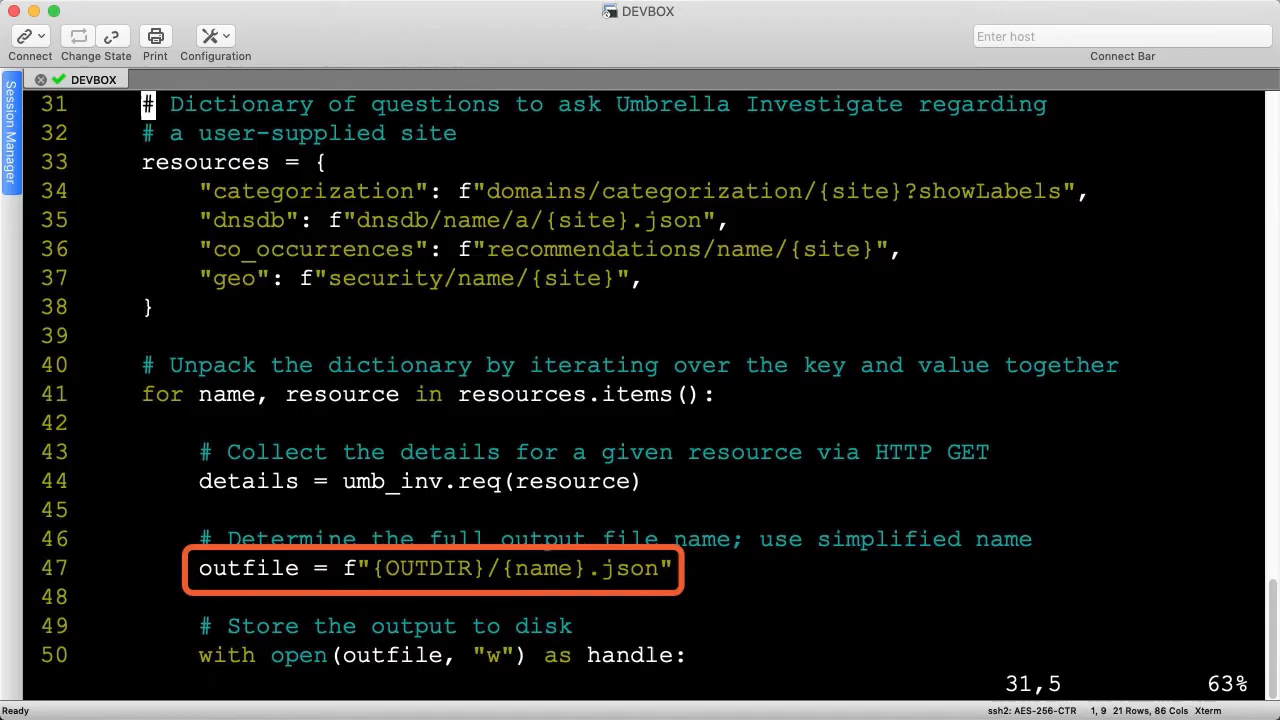 DEVBOX
Enter host
Connect Change State Print Configuration Connect Bar
DEVBOX
Session Manager
31 # Dictionary of questions to ask Umbrella Investigate regarding
32 # a user-supplied site
33 resources = {
34 "categorization": f"domains/categorization/{site}?showLabels",
35 "dnsdb": f"dnsdb/name/a/{site}.json",
36 "co_occurrences": f"recommendations/name/{site}",
37 "geo": f"security/name/{site}",
38 }
39
40 # Unpack the dictionary by iterating over the key and value together
41 for name, resource in resources.items():
42
43 # Collect the details for a given resource via HTTP GET
44 details = umb_inv.req(resource)
45
46 # Determine the full output file name; use simplified name
47 outfile = f"{OUTDIR}/{name}.json"
48
49 # Store the output to disk
50 with open(outfile, "w") as handle:
31,5 63%
Ready ssh2: AES-256-CTR 1, 9 21 Rows, 86 Cols Xterm